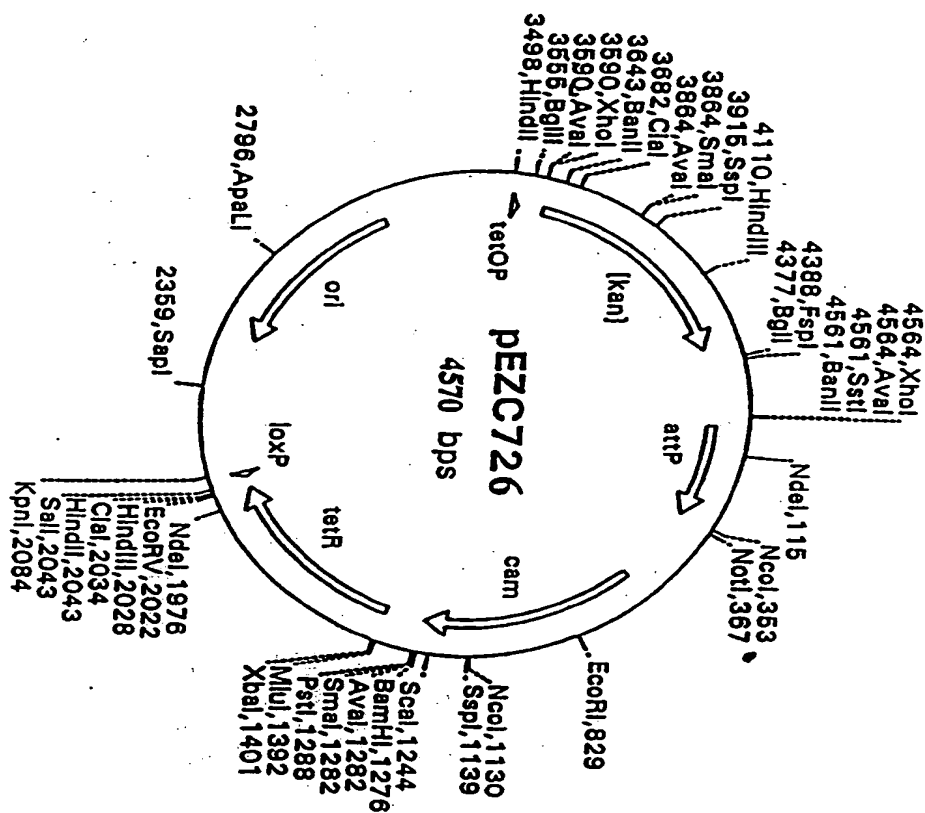 pEZC726
4570 bps
4564,XhoI
4564,AvaI
4561,SstI
4561,BanII
4388,FspI
4377,BglI
4110,HindIII
3915,SspI
3864,SmaI
3864,AvaI
3682,ClaI
3643,BanII
3590,XhoI
3590,AvaI
3555,BglII
3498,HindII
2796,ApaLI
2359,SapI
NdeI,115
NcoI,353
NotI,367
EcoRI,829
NcoI,1130
SspI,1139
ScaI,1244
BamHI,1276
AvaI,1282
SmaI,1282
PstI,1288
MluI,1392
XbaI,1401
NdeI,1976
EcoRV,2022
HindIII,2028
ClaI,2034
HindII,2043
SalI,2043
KpnI,2084
attP
cam
tetR
loxP
ori
tetOP
[kan}